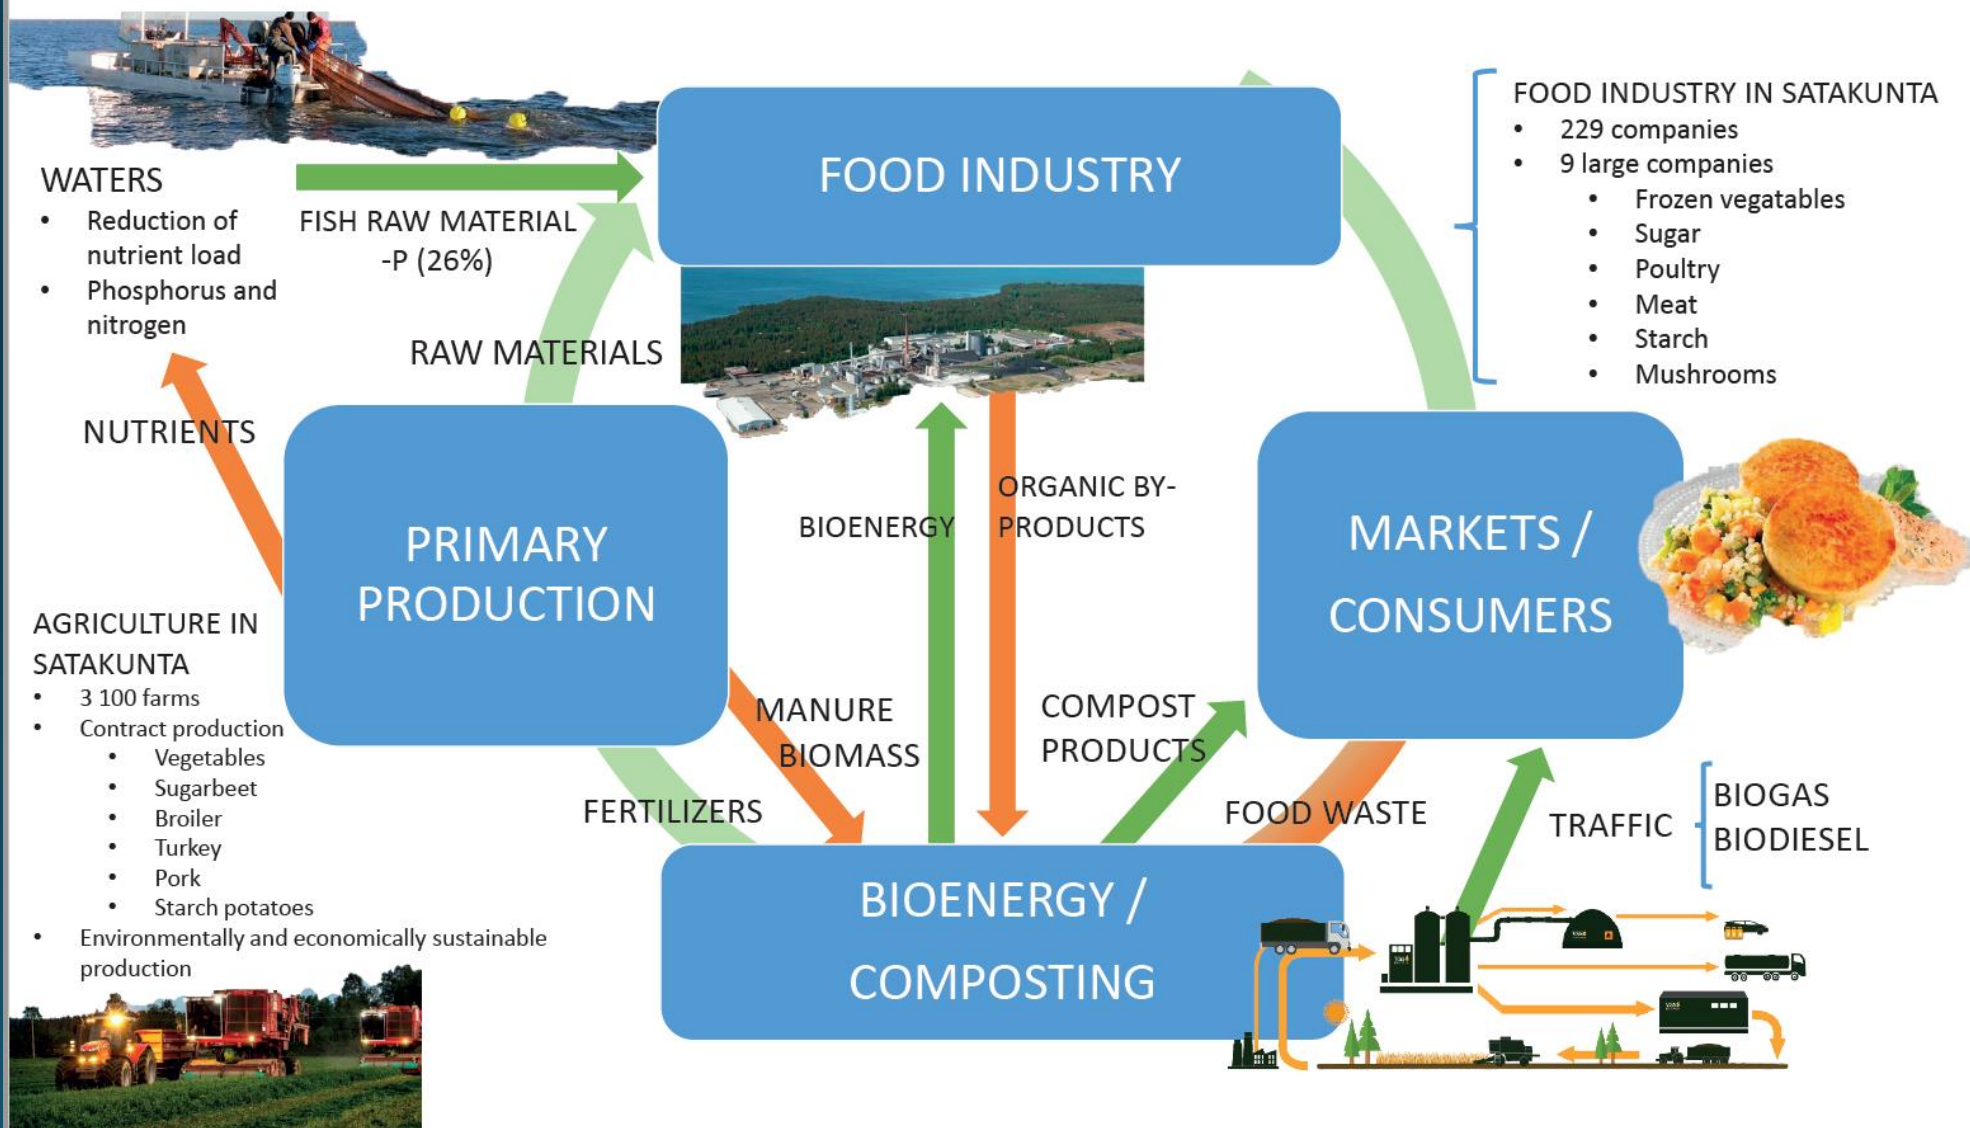 FOOD INDUSTRY
WATERS
• Reduction of
nutrient load
• Phosphorus and
nitrogen
FISH RAW MATERIAL
-P (26%)
RAW MATERIALS
NUTRIENTS
FOOD INDUSTRY IN SATAKUNTA
• 229 companies
• 9 large companies
• Frozen vegatables
• Sugar
• Poultry
• Meat
• Starch
• Mushrooms
PRIMARY
PRODUCTION
BIOENERGY
ORGANIC BY-
PRODUCTS
MARKETS /
CONSUMERS
AGRICULTURE IN
SATAKUNTA
• 3 100 farms
• Contract production
• Vegetables
• Sugarbeet
• Broiler
• Turkey
• Pork
• Starch potatoes
• Environmentally and economically sustainable
production
MANURE
BIOMASS
COMPOST
PRODUCTS
FERTILIZERS
FOOD WASTE
TRAFFIC
BIOGAS
BIODIESEL
BIOENERGY /
COMPOSTING